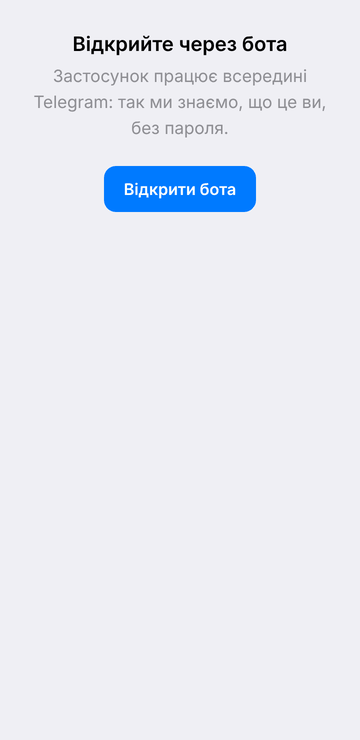 Відкрийте через бота
Застосунок працює всередині
Telegram: так ми знаємо, що це ви,
без пароля.
Відкрити бота